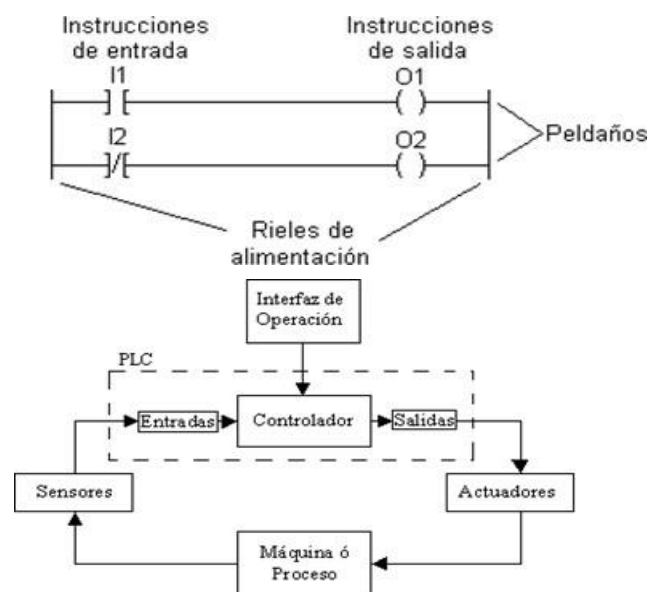 Instrucciones
de entrada
Instrucciones
de salida
I1
O1
I2
O2
Peldaños
Rieles de
alimentación
Interfaz de
Operación
PLC
Entradas
Controlador
Salidas
Sensores
Actuadores
Máquina ó
Proceso